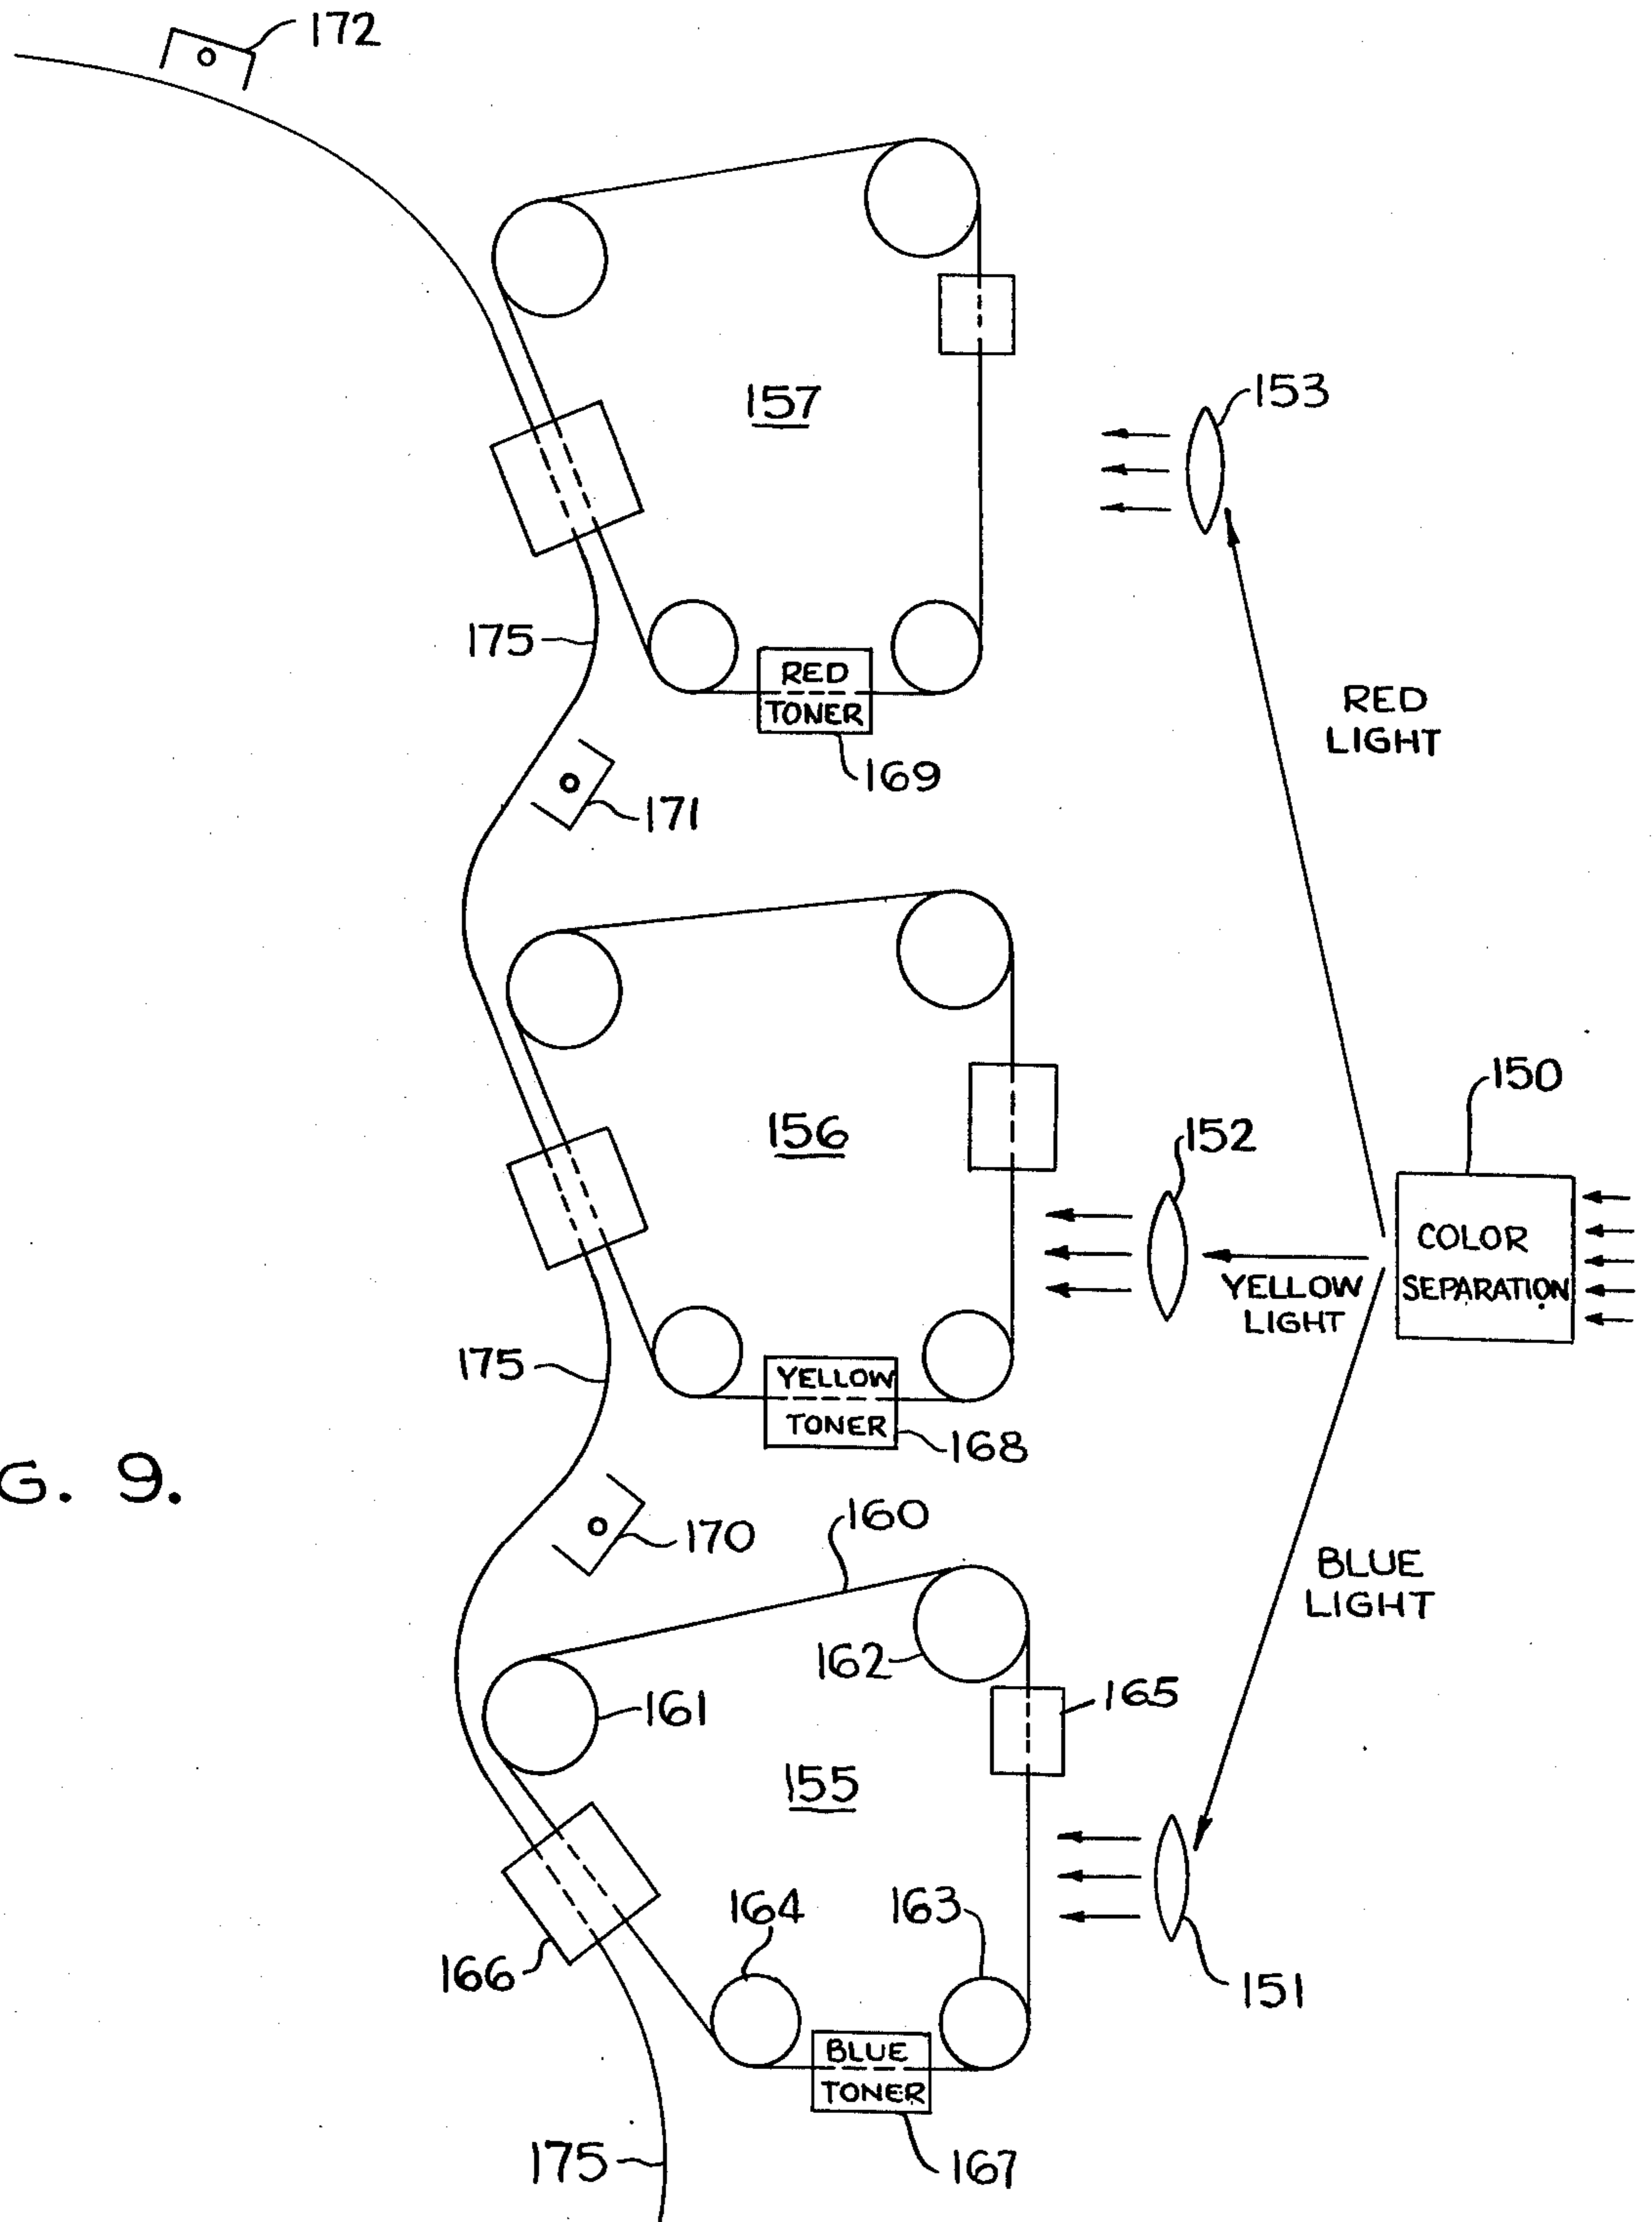 172
157
153
175
RED
TONER
169
RED
LIGHT
171
150
156
152
COLOR
SEPARATION
YELLOW
LIGHT
175
YELLOW
TONER
168
G. 9.
160
170
BLUE
LIGHT
162
165
161
155
164
163
166
151
BLUE
TONER
175
167